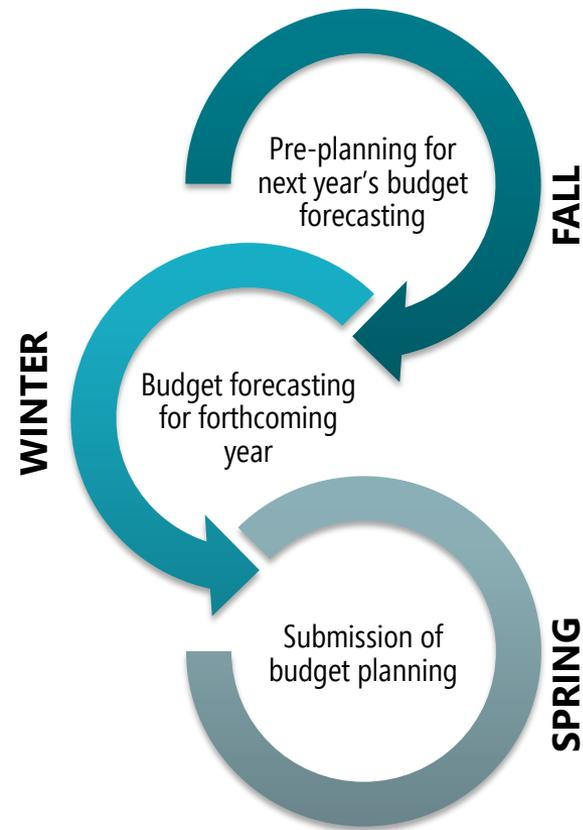 Pre-planning for
next year's budget
forecasting
FALL
WINTER
Budget forecasting
for forthcoming
year
Submission of
budget planning
SPRING